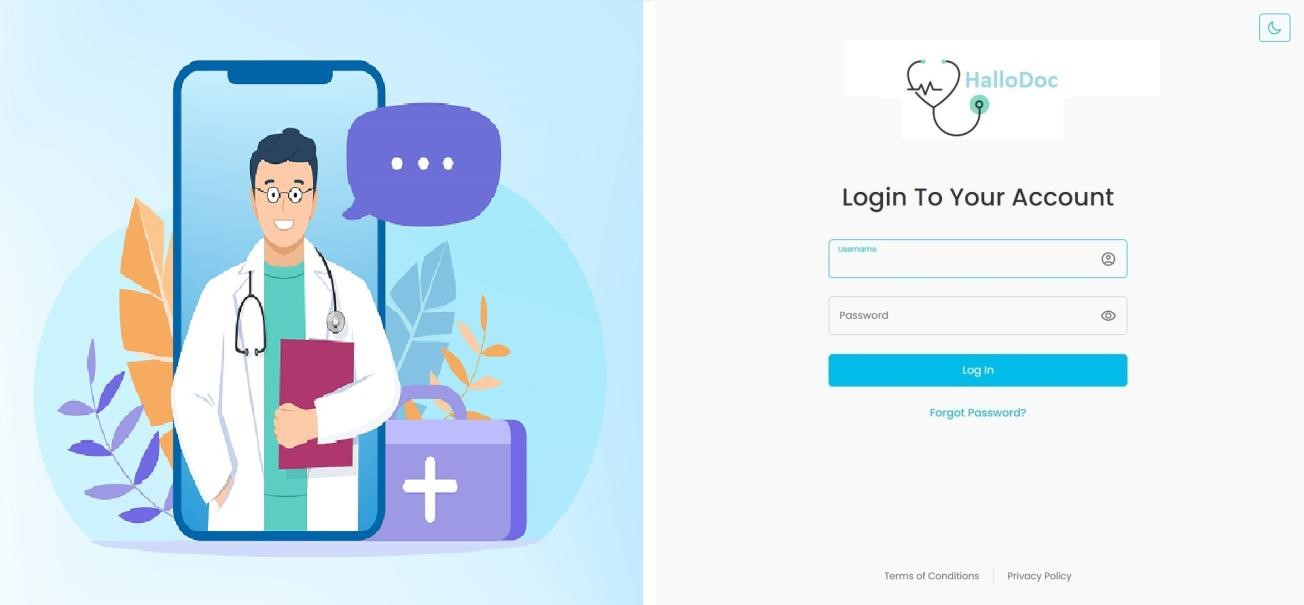 HalloDoc
Login To Your Account
Username
Password
Log In
Forgot Password?
Terms of Conditions
Privacy Policy